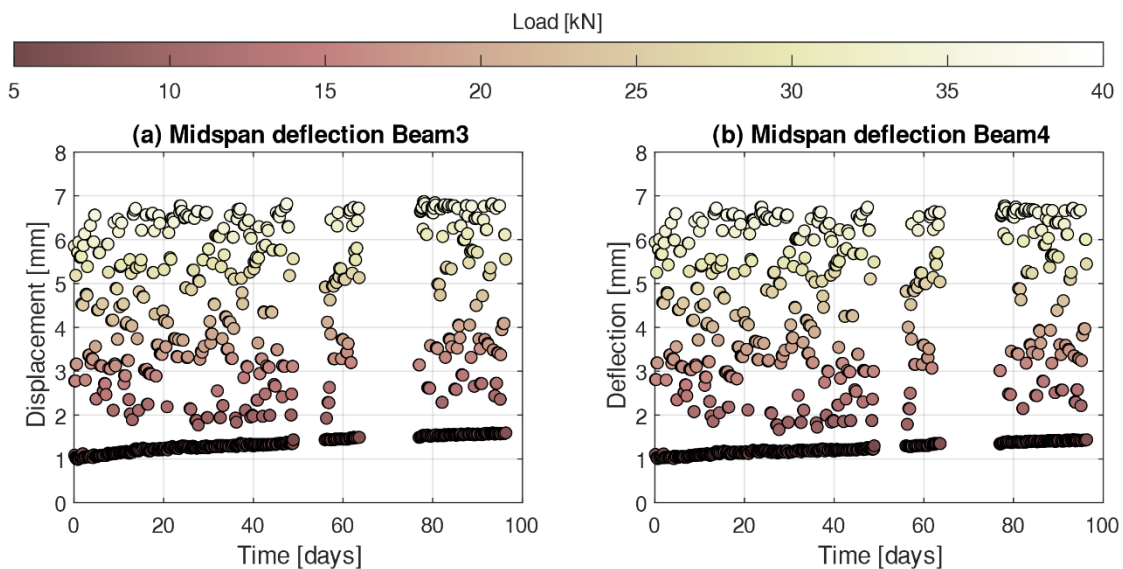 Load [kN]
5 10 15 20 25 30 35 40
(a) Midspan deflection Beam3
8
7
6
5
4
3
2
1
0
Displacement [mm]
0 20 40 60 80 100
Time [days]
(b) Midspan deflection Beam4
8
7
6
5
4
3
2
1
0
Deflection [mm]
0 20 40 60 80 100
Time [days]